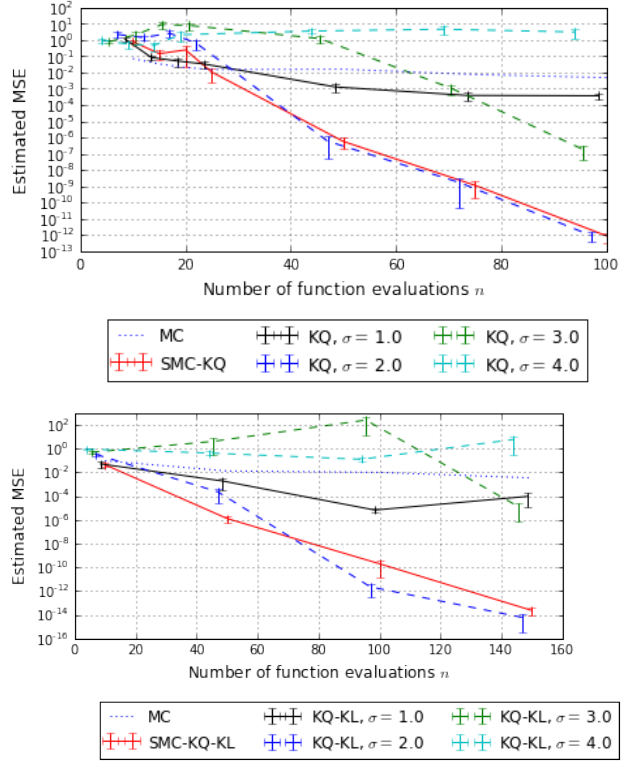 Estimated MSE
10^2
10^1
10^0
10^-1
10^-2
10^-3
10^-4
10^-5
10^-6
10^-7
10^-8
10^-9
10^-10
10^-11
10^-12
10^-13
0 20 40 60 80 100
Number of function evaluations n
MC KQ, σ = 1.0 KQ, σ = 3.0
SMC-KQ KQ, σ = 2.0 KQ, σ = 4.0
Estimated MSE
10^2
10^0
10^-2
10^-4
10^-6
10^-8
10^-10
10^-12
10^-14
10^-16
0 20 40 60 80 100 120 140 160
Number of function evaluations n
MC KQ-KL, σ = 1.0 KQ-KL, σ = 3.0
SMC-KQ-KL KQ-KL, σ = 2.0 KQ-KL, σ = 4.0